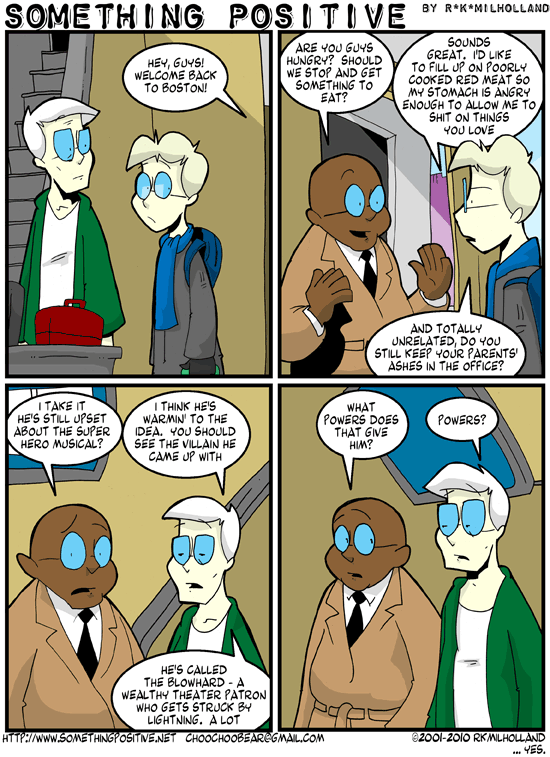 SOMETHING POSITIVE BY R*K*MILHOLLAND
HEY, GUYS!
WELCOME BACK
TO BOSTON!
ARE YOU GUYS
HUNGRY? SHOULD
WE STOP AND GET
SOMETHING TO
EAT?
SOUNDS
GREAT. I'D LIKE
TO FILL UP ON POORLY
COOKED RED MEAT SO
MY STOMACH IS ANGRY
ENOUGH TO ALLOW ME TO
SHIT ON THINGS
YOU LOVE
AND TOTALLY
UNRELATED, DO YOU
STILL KEEP YOUR PARENTS'
ASHES IN THE OFFICE?
I TAKE IT
HE'S STILL UPSET
ABOUT THE SUPER
HERO MUSICAL?
I THINK HE'S
WARMIN' TO THE
IDEA. YOU SHOULD
SEE THE VILLAIN HE
CAME UP WITH
HE'S CALLED
THE BLOWHARD - A
WEALTHY THEATER PATRON
WHO GETS STRUCK BY
LIGHTNING. A LOT
WHAT
POWERS DOES
THAT GIVE
HIM?
POWERS?
HTTP://WWW.SOMETHINGPOSITIVE.NET CHOOCHOOBEAR@GMAIL.COM ©2001-2010 RKMILHOLLAND
... YES.